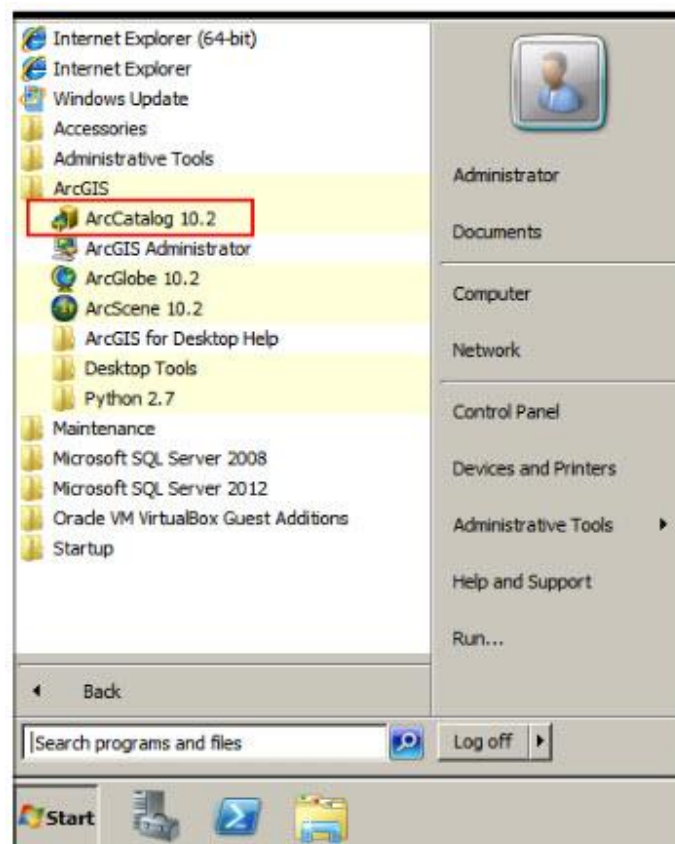 Internet Explorer (64-bit)
Internet Explorer
Windows Update
Accessories
Administrative Tools
ArcGIS
ArcCatalog 10.2
ArcGIS Administrator
ArcGlobe 10.2
ArcScene 10.2
ArcGIS for Desktop Help
Desktop Tools
Python 2.7
Maintenance
Microsoft SQL Server 2008
Microsoft SQL Server 2012
Oracle VM VirtualBox Guest Additions
Startup
Back
Search programs and files
Administrator
Documents
Computer
Network
Control Panel
Devices and Printers
Administrative Tools
Help and Support
Run...
Log off
Start